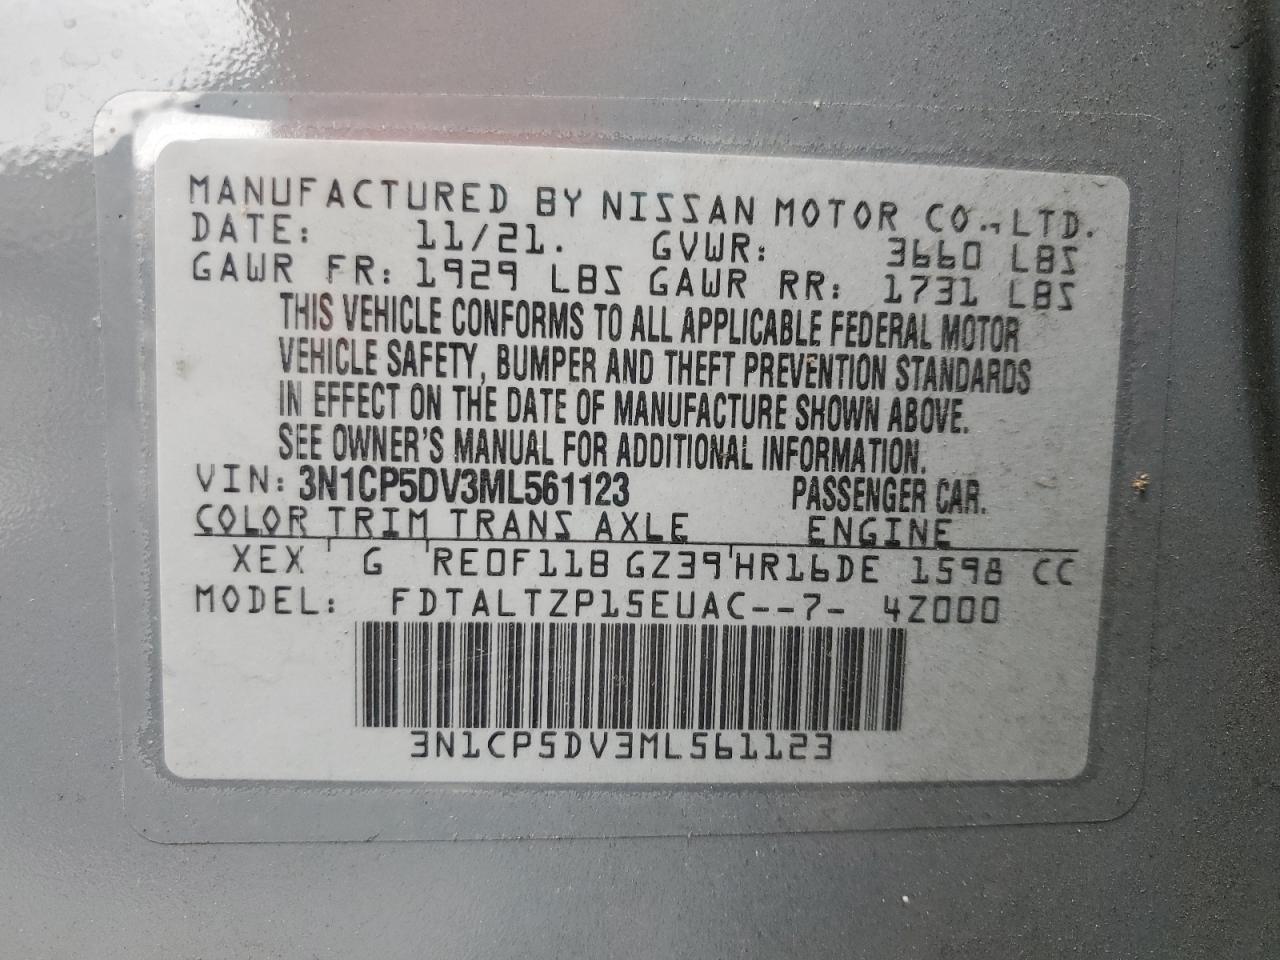 MANUFACTURED BY NISSAN MOTOR CO., LTD.
DATE: 11/21. GVWR: 3660 LBS
GAWR FR: 1929 LBS GAWR RR: 1731 LBS
THIS VEHICLE CONFORMS TO ALL APPLICABLE FEDERAL MOTOR
VEHICLE SAFETY, BUMPER AND THEFT PREVENTION STANDARDS
IN EFFECT ON THE DATE OF MANUFACTURE SHOWN ABOVE.
SEE OWNER'S MANUAL FOR ADDITIONAL INFORMATION.
VIN: 3N1CP5DV3ML561123 PASSENGER CAR.
COLOR TRIM TRANS AXLE ENGINE
XEX G RE0F11B GZ39 HR16DE 1598 CC
MODEL: FDTALTZP15EUAC--7- 4Z000
3N1CP5DV3ML561123